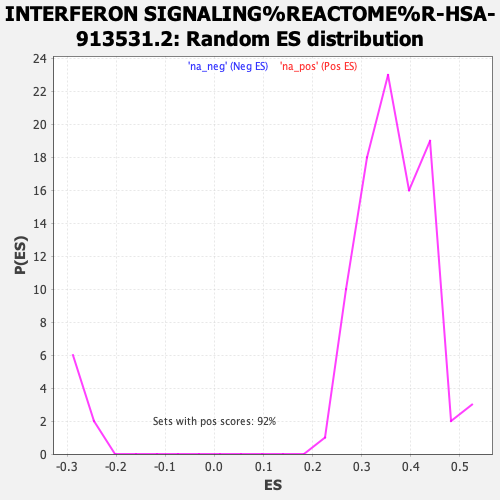 INTERFERON SIGNALING%REACTOME%R-HSA-
913531.2: Random ES distribution
'na_neg' (Neg ES) 'na_pos' (Pos ES)
24
22
20
18
16
14
12
10
8
6
4
2
0
P(ES)
Sets with pos scores: 92%
-0.3 -0.2 -0.1 0.0 0.1 0.2 0.3 0.4 0.5
ES